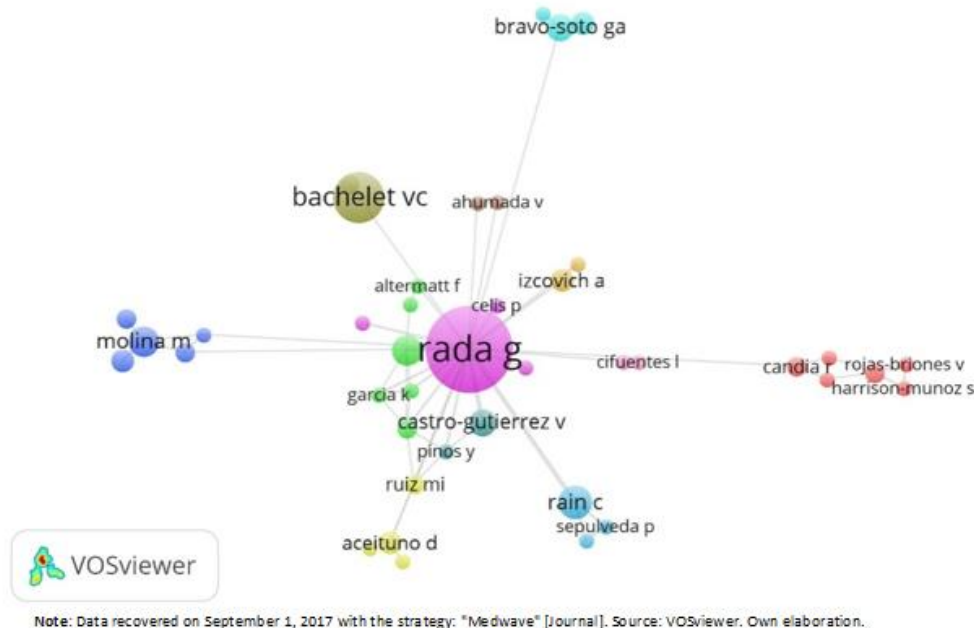 bravo-soto ga
bachelet vc
ahumada v
izcovich a
altermatt f
celis p
molina m
rada g
cifuentes l
candia r
rojas-briones v
harrison-munoz s
garcia k
castro-gutierrez v
pinos y
ruiz mi
rain c
sepulveda p
aceituno d
VOSviewer
Note: Data recovered on September 1, 2017 with the strategy: "Medwave" [Journal]. Source: VOSviewer. Own elaboration.